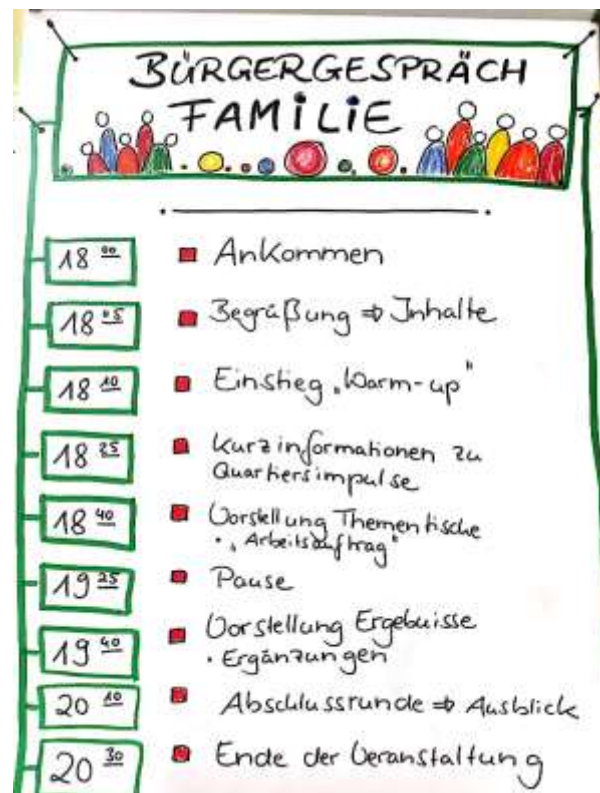 BÜRGERGESPRÄCH
FAMILIE
18 00 Ankommen
18 05 Begrüßung ⇒ Inhalte
18 10 Einstieg „Warm-up"
18 25 Kurzinformationen zu
Quartiersimpulse
18 40 Vorstellung Thementische
• „Arbeitsauftrag"
19 25 Pause
19 40 Vorstellung Ergebnisse
• Ergänzungen
20 10 Abschlussrunde ⇒ Ausblick
20 30 Ende der Veranstaltung